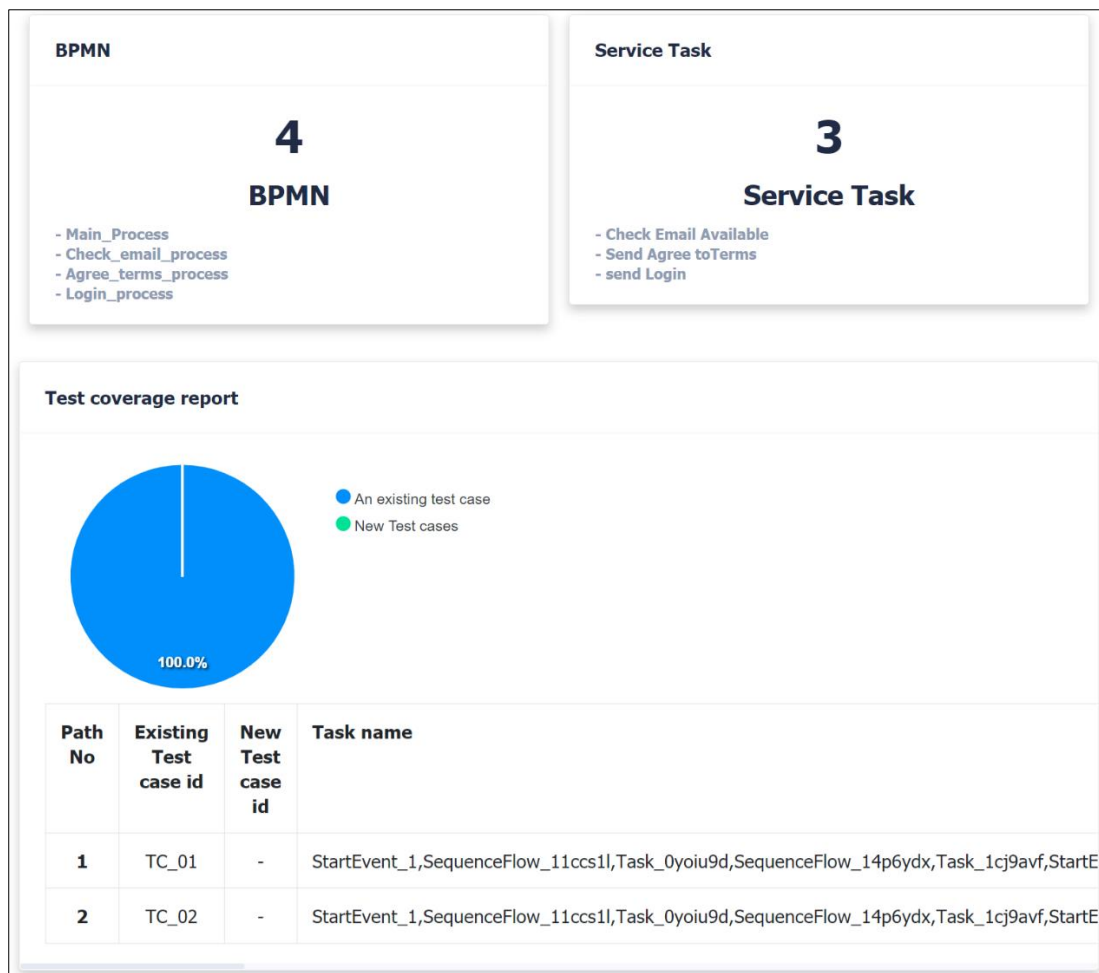 BPMN
4
BPMN
- Main_Process
- Check_email_process
- Agree_terms_process
- Login_process
Service Task
3
Service Task
- Check Email Available
- Send Agree toTerms
- send Login
Test coverage report
An existing test case
New Test cases
100.0%
Path No
Existing Test case id
New Test case id
Task name
1 TC_01 - StartEvent_1,SequenceFlow_11ccs1l,Task_0yoiu9d,SequenceFlow_14p6ydx,Task_1cj9avf,StartE
2 TC_02 - StartEvent_1,SequenceFlow_11ccs1l,Task_0yoiu9d,SequenceFlow_14p6ydx,Task_1cj9avf,StartE